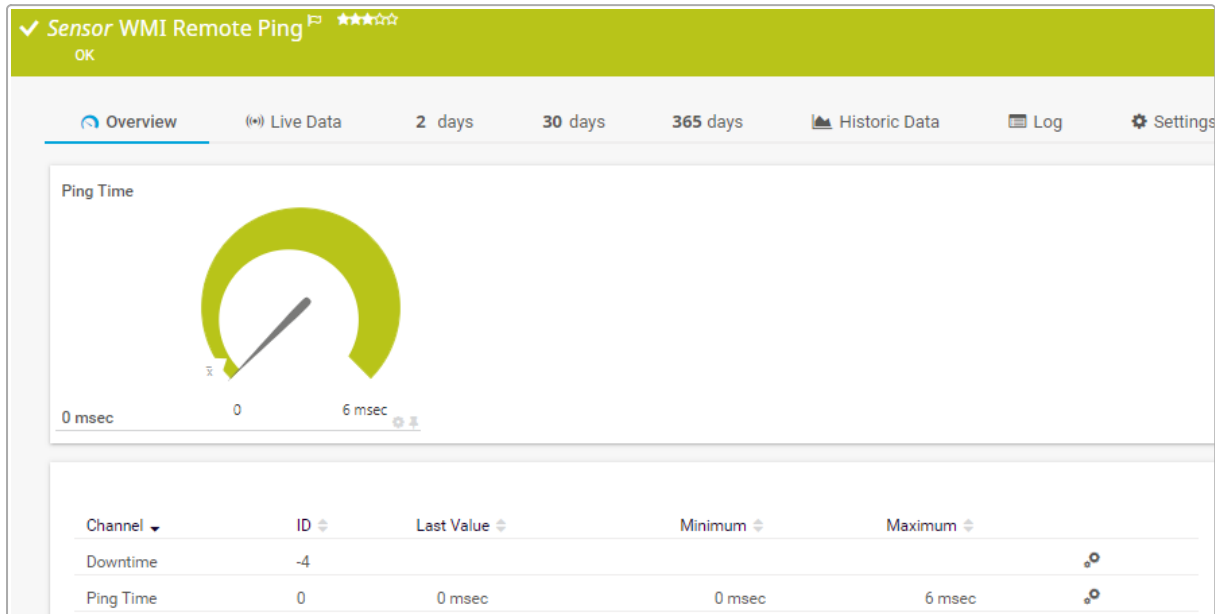 Sensor WMI Remote Ping
OK
Overview Live Data 2 days 30 days 365 days Historic Data Log Settings
Ping Time
x̅
0 6 msec
0 msec
Channel ID Last Value Minimum Maximum
Downtime -4
Ping Time 0 0 msec 0 msec 6 msec